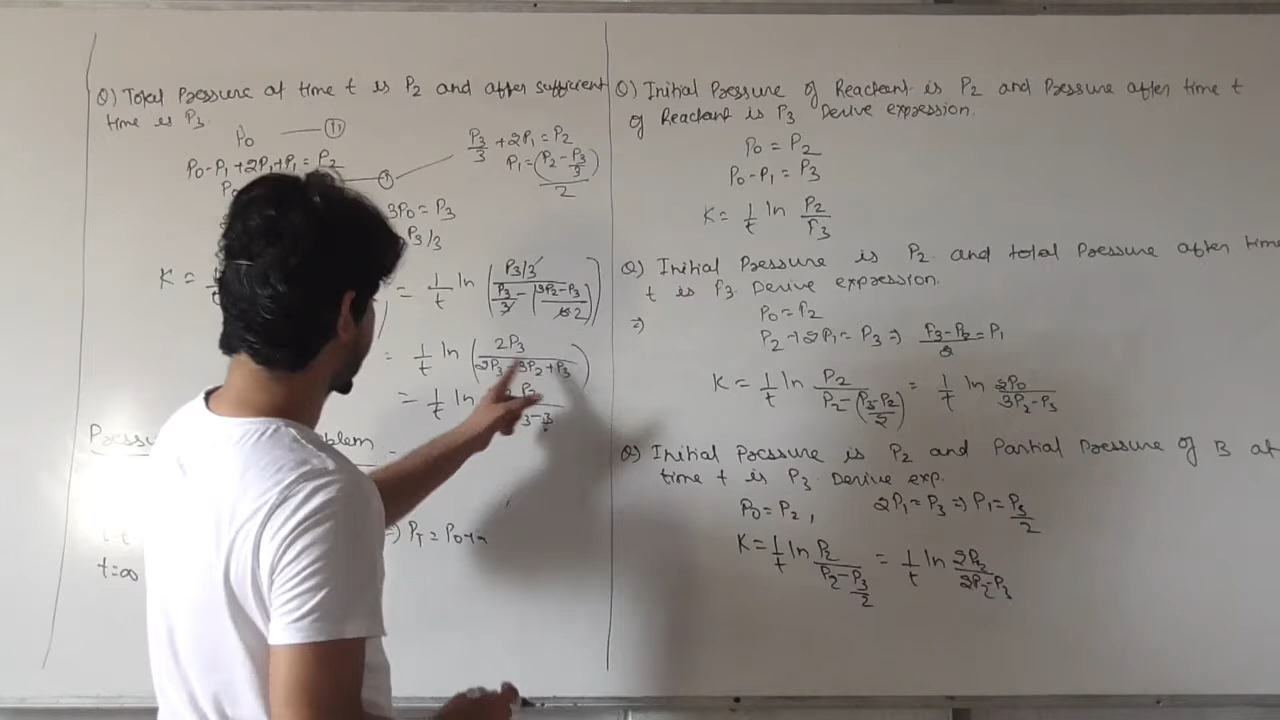 Q) Total Pressure at time t is P2 and after sufficient
time is P3.
P0 — (1)
P0-P1+2P1+P1 = P2
P3/3 + 2P1 = P2
P1 = (P2 - P3/3)/2
3P0 = P3
P3/3
K =
= 1/t ln ( (P3/3) / (P3/3 - (3P2-P3)/(6 2)) )
= 1/t ln ( 2P3 / (2P3-3P2+P3) )
= 1/t ln
Pressu blem
=) PT = P0+
t=∞
Q) Initial Pressure of Reactant is P2 and Pressure after time t
of Reactant is P3 Derive expression.
P0 = P2
P0-P1 = P3
K = 1/t ln P2/P3
Q) Initial Pressure is P2 and total Pressure after time
t is P3. Derive expression.
P0 = P2
=) P2+2P1 = P3 => (P3-P2)/2 = P1
K = 1/t ln P2/(P2-(P3-P2)/2) = 1/t ln 2P0/(3P2-P3)
Q) Initial Pressure is P2 and Partial Pressure of B at
time t is P3. Derive exp.
P0 = P2, 2P1 = P3 => P1 = P3/2
K = 1/t ln P2/(P2-P3/2) = 1/t ln 2P2/(2P2-P3)